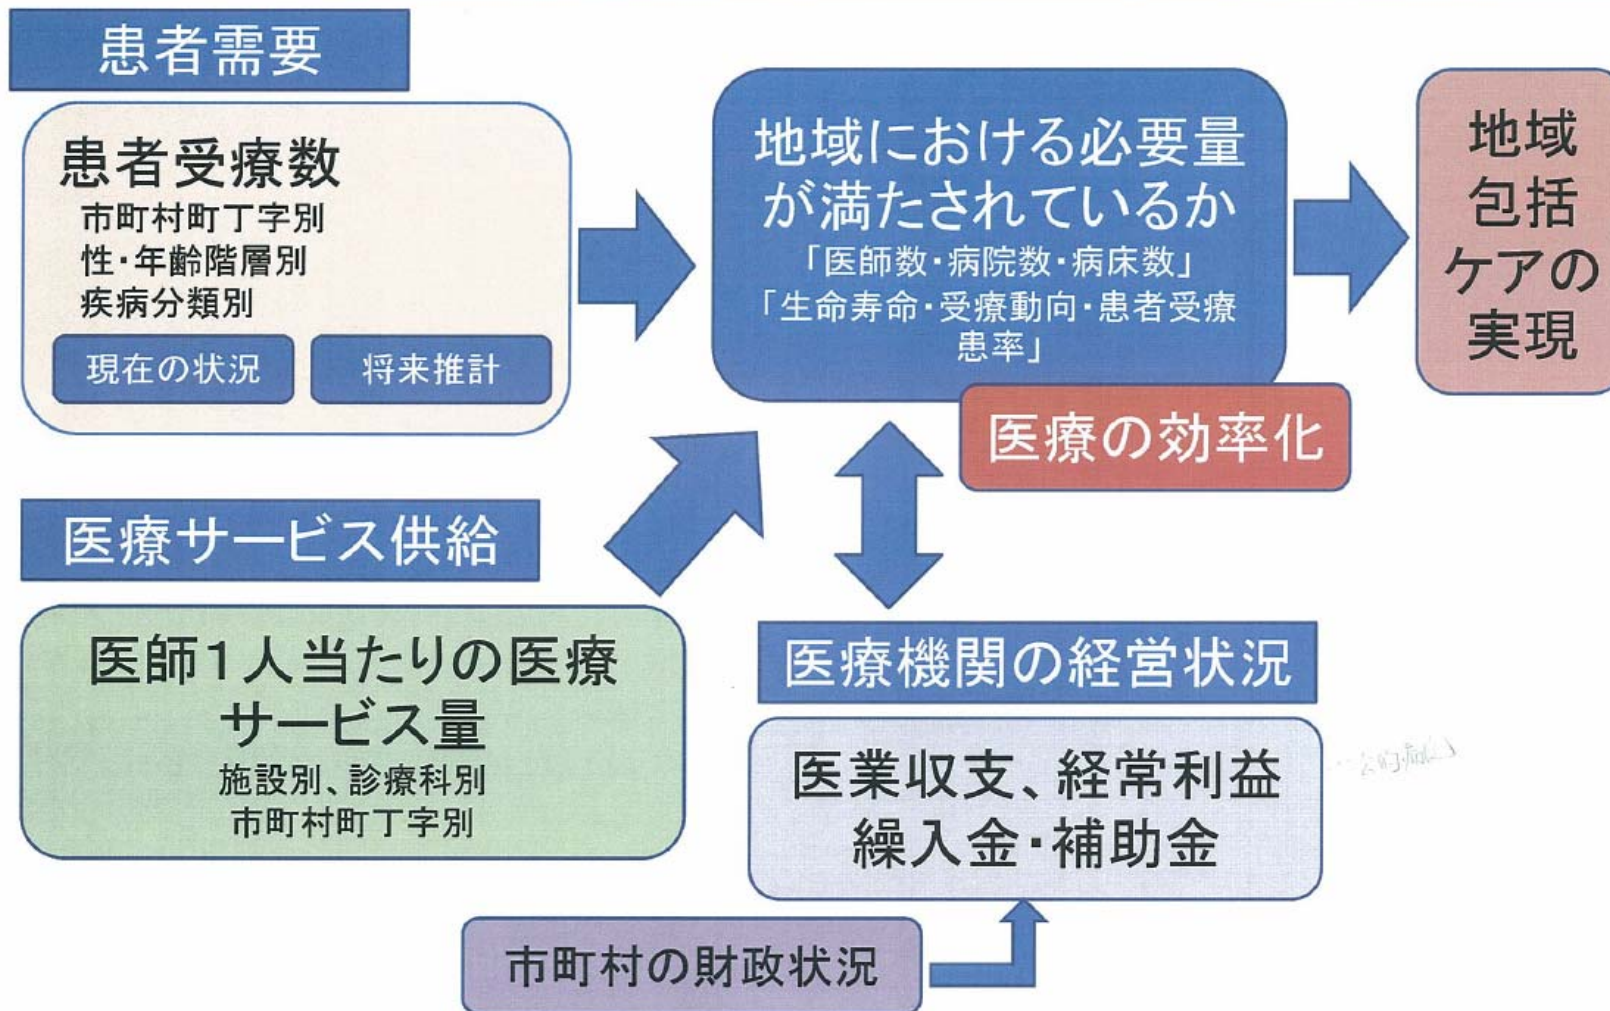 患者需要
患者受療数
市町村町丁字別
性・年齢階層別
疾病分類別
現在の状況
将来推計
地域における必要量
が満たされているか
「医師数・病院数・病床数」
「生命寿命・受療動向・患者受療
患率」
医療の効率化
地域
包括
ケアの
実現
医療サービス供給
医師１人当たりの医療
サービス量
施設別、診療科別
市町村町丁字別
医療機関の経営状況
医業収支、経常利益
繰入金・補助金
市町村の財政状況